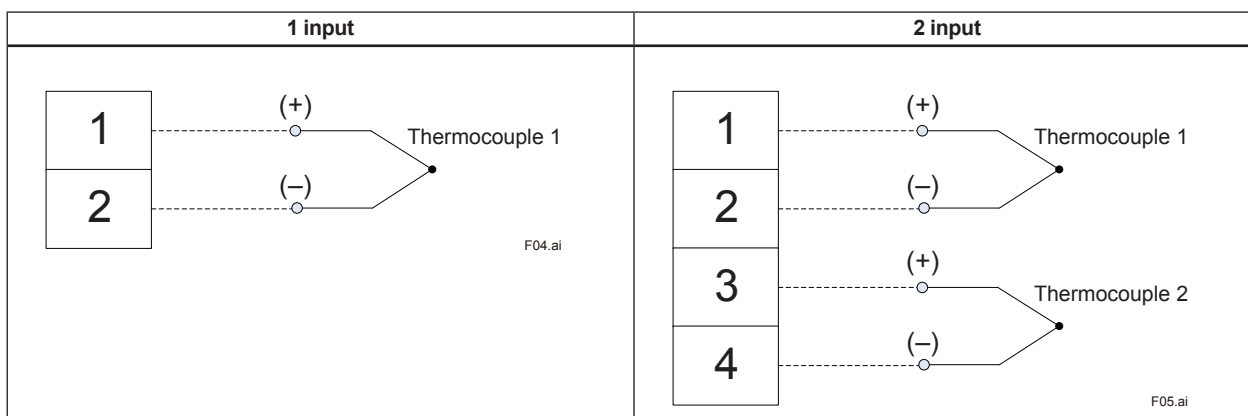 1 input
1
(+)
Thermocouple 1
2
(–)
F04.ai
2 input
1
(+)
Thermocouple 1
2
(–)
3
(+)
Thermocouple 2
4
(–)
F05.ai